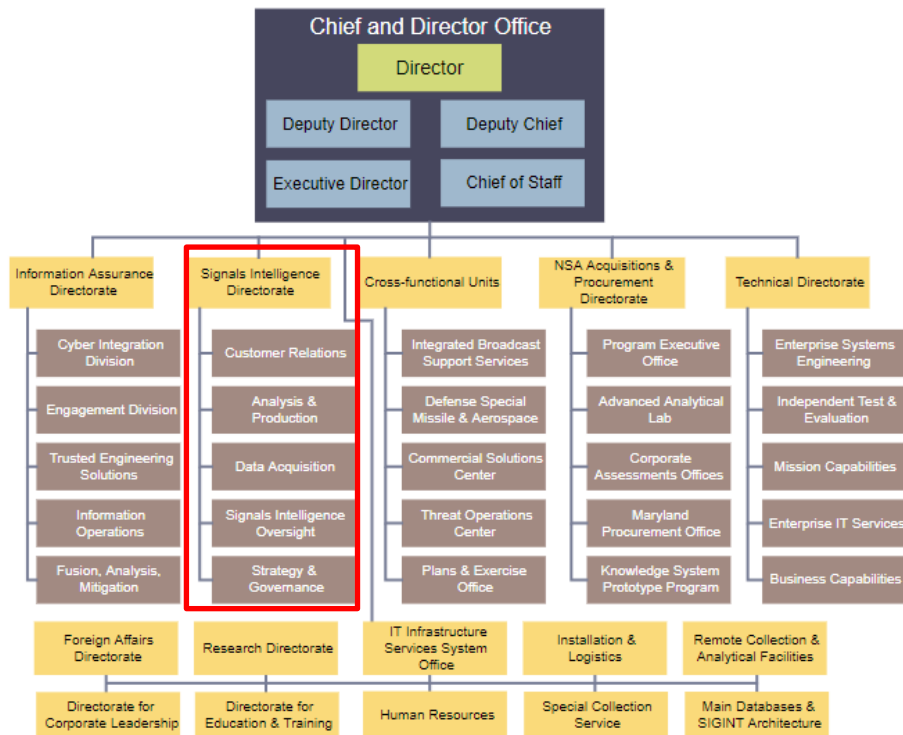 Chief and Director Office
Director
Deputy Director
Deputy Chief
Executive Director
Chief of Staff
Information Assurance
Directorate
Cyber Integration
Division
Engagement Division
Trusted Engineering
Solutions
Information
Operations
Fusion, Analysis,
Mitigation
Signals Intelligence
Directorate
Customer Relations
Analysis &
Production
Data Acquisition
Signals Intelligence
Oversight
Strategy &
Governance
Cross-functional Units
Integrated Broadcast
Support Services
Defense Special
Missile & Aerospace
Commercial Solutions
Center
Threat Operations
Center
Plans & Exercise
Office
NSA Acquisitions &
Procurement
Directorate
Program Executive
Office
Advanced Analytical
Lab
Corporate
Assessments Offices
Maryland
Procurement Office
Knowledge System
Prototype Program
Technical Directorate
Enterprise Systems
Engineering
Independent Test &
Evaluation
Mission Capabilities
Enterprise IT Services
Business Capabilities
Foreign Affairs
Directorate
Research Directorate
IT Infrastructure
Services System
Office
Installation &
Logistics
Remote Collection &
Analytical Facilities
Directorate for
Corporate Leadership
Directorate for
Education & Training
Human Resources
Special Collection
Service
Main Databases &
SIGINT Architecture